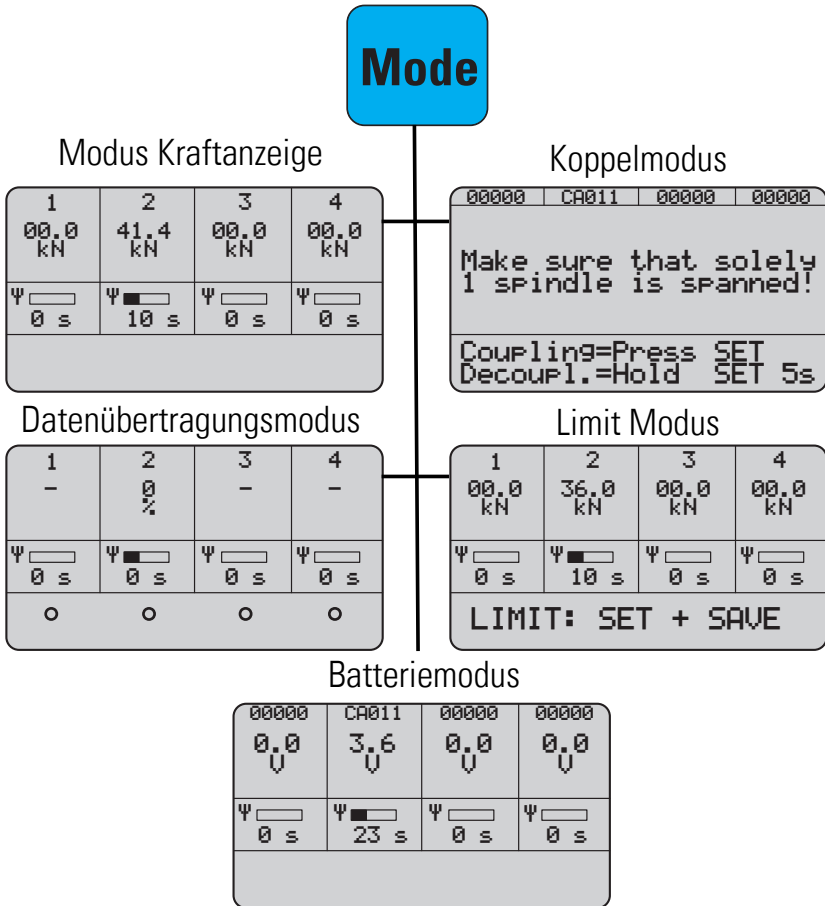 Mode
Modus Kraftanzeige
1 2 3 4
00.0 41.4 00.0 00.0
kN kN kN kN
0 s 10 s 0 s 0 s
Koppelmodus
00000 CA011 00000 00000
Make sure that solely
1 spindle is spanned!
Coupling=Press SET
Decoupl.=Hold SET 5s
Datenübertragungsmodus
1 2 3 4
- 0 - -
%
0 s 0 s 0 s 0 s
Limit Modus
1 2 3 4
00.0 36.0 00.0 00.0
kN kN kN kN
0 s 10 s 0 s 0 s
LIMIT: SET + SAVE
Batteriemodus
00000 CA011 00000 00000
0.0 3.6 0.0 0.0
V V V V
0 s 23 s 0 s 0 s